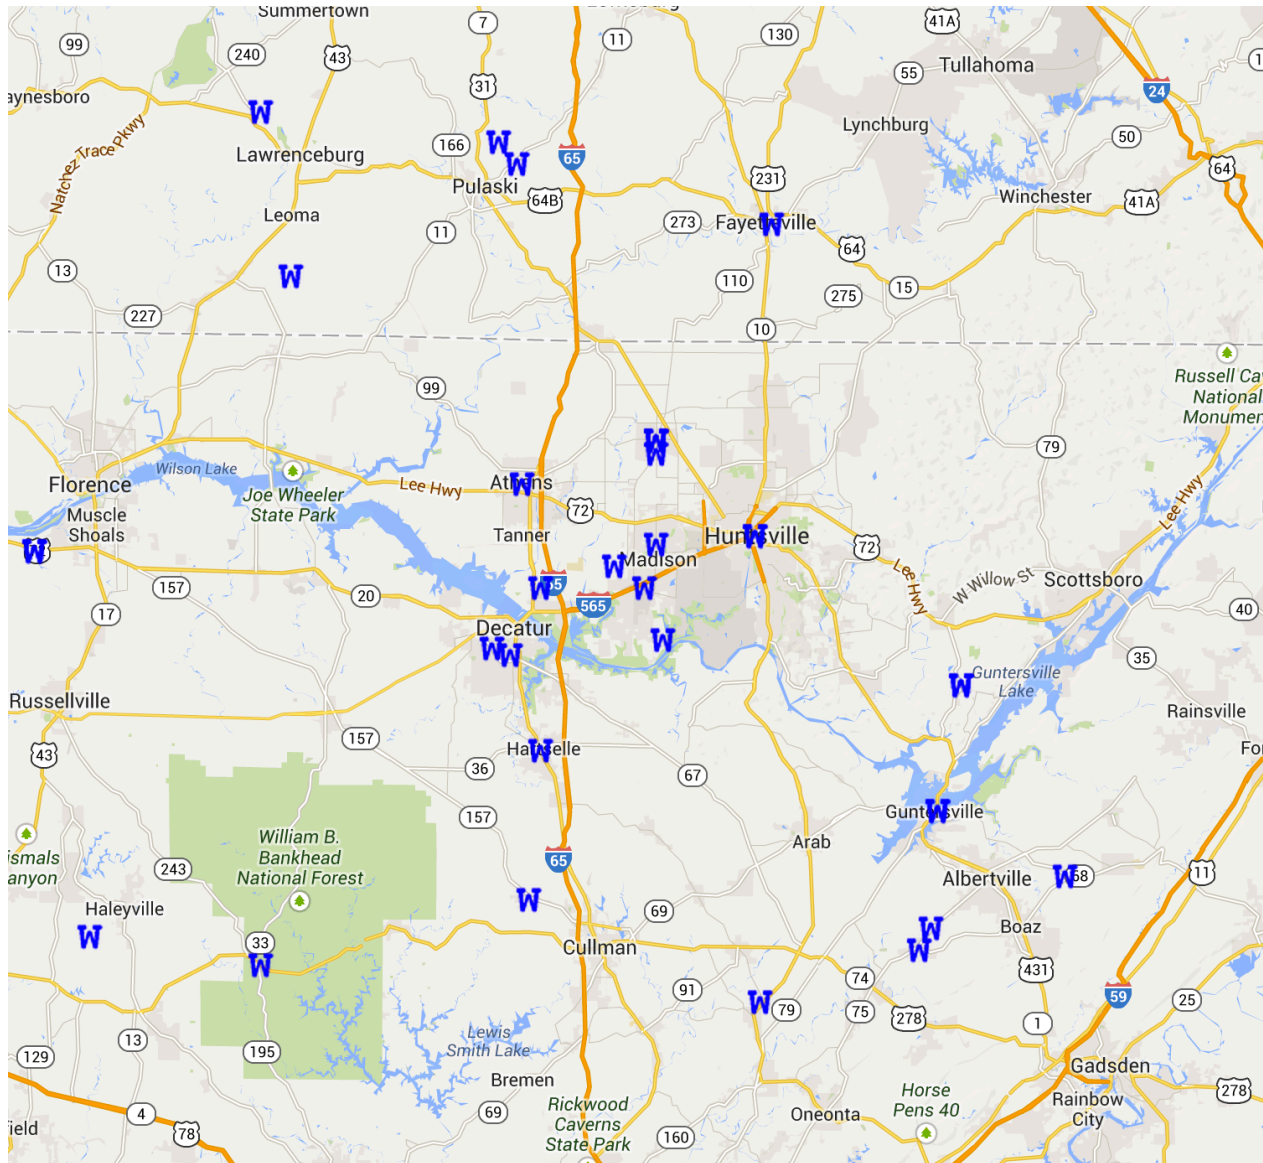 Summertown
7
41A
130
11
99
240
43
31
55
Tullahoma
24
W
50
Lynchburg
Natchez Trace Pkwy
Lawrenceburg
W
166
W
65
64
231
Pulaski
64B
Winchester
41A
Leoma
273
Fayetteville
W
11
64
13
W
110
275
15
227
10
Russell
National
99
W
W
79
Wilson Lake
Lee Hwy
Florence
Joe Wheeler
State Park
Lee Hwy
Athens
W
72
Muscle
Shoals
Tanner
Huntsville
W
W
W
Madison
W
72
Lee Hwy
W Willow St
Scottsboro
157
20
W
W
565
40
17
Decatur
W
W
W
35
Guntersville
Lake
W
Russellville
Rainsville
43
157
Hartselle
W
36
67
157
Guntersville
W
William B.
Bankhead
National Forest
Arab
65
243
Albertville
W
68
11
Haleyville
W
69
W
Boaz
W
33
W
Cullman
W
431
74
91
59
W
79
75
278
25
1
13
Lewis
Smith Lake
129
195
Gadsden
Bremen
Horse
Pens 40
278
4
69
Rickwood
Caverns
State Park
Oneonta
Rainbow
City
78
160